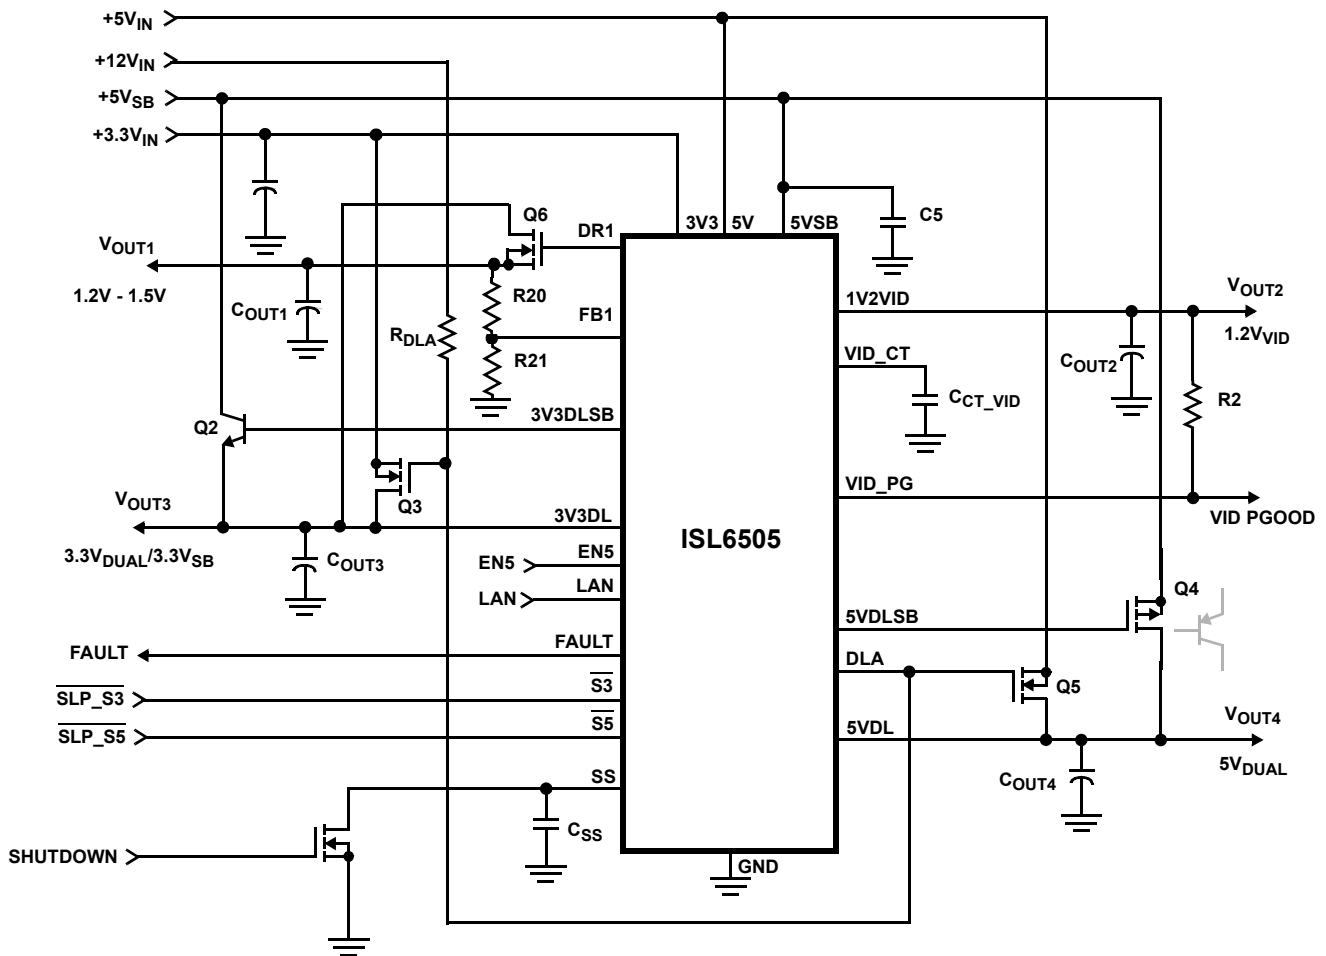 +5VIN
+12VIN
+5VSB
+3.3VIN
Q6
DR1
3V3
5V
5VSB
C5
VOUT1
1.2V - 1.5V
COUT1
R20
FB1
RDLA
R21
1V2VID
VOUT2
1.2VVID
COUT2
VID_CT
CCT_VID
R2
Q2
3V3DLSB
Q3
VOUT3
3.3VDUAL/3.3VSB
COUT3
3V3DL
VID_PG
VID PGOOD
ISL6505
EN5
EN5
LAN
LAN
FAULT
FAULT
SLP_S3
S3
SLP_S5
S5
5VDLSB
Q4
DLA
Q5
5VDL
VOUT4
5VDUAL
COUT4
SS
CSS
SHUTDOWN
GND